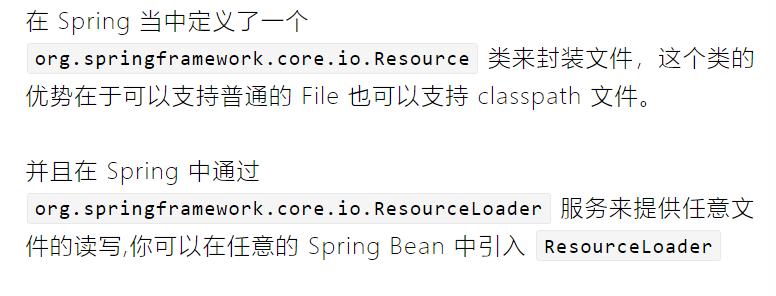 在 Spring 当中定义了一个
org.springframework.core.io.Resource 类来封装文件，这个类的
优势在于可以支持普通的 File 也可以支持 classpath 文件。
并且在 Spring 中通过
org.springframework.core.io.ResourceLoader 服务来提供任意文
件的读写,你可以在任意的 Spring Bean 中引入 ResourceLoader